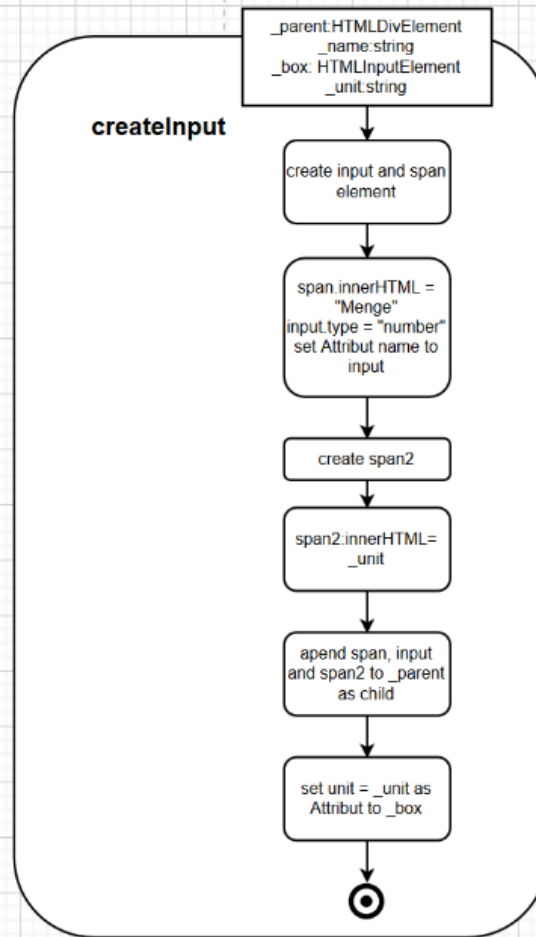 _parent:HTMLDivElement
_name:string
_box: HTMLInputElement
_unit:string
createInput
create input and span
element
span.innerHTML =
"Menge"
input.type = "number"
set Attribut name to
input
create span2
span2:innerHTML=
_unit
apend span, input
and span2 to _parent
as child
set unit = _unit as
Attribut to _box